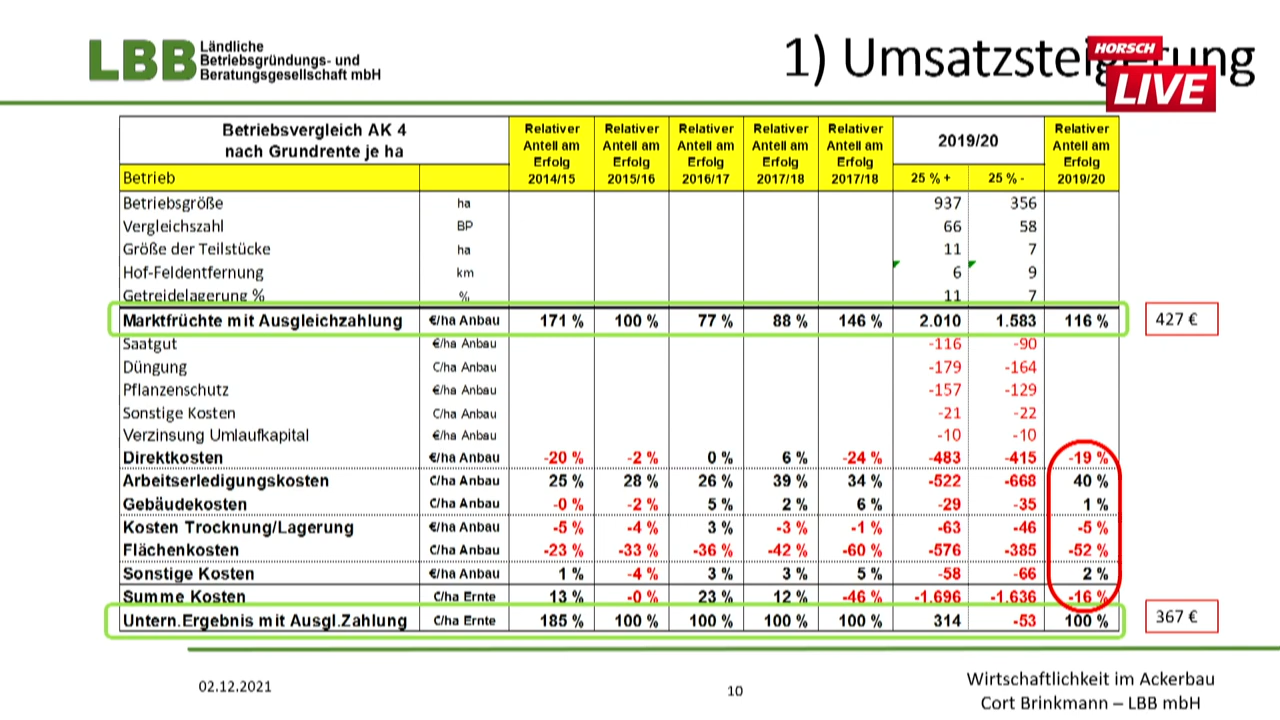 LBB Ländliche
Betriebsgründungs- und
Beratungsgesellschaft mbH
1) Umsatzsteigerung
HORSCH
LIVE
Betriebsvergleich AK 4
nach Grundrente je ha
Relativer Anteil am Erfolg 2014/15
Relativer Anteil am Erfolg 2015/16
Relativer Anteil am Erfolg 2016/17
Relativer Anteil am Erfolg 2017/18
Relativer Anteil am Erfolg 2017/18
2019/20
Relativer Anteil am Erfolg 2019/20
Betrieb 25 % + 25 % -
Betriebsgröße ha 937 356
Vergleichszahl BP 66 58
Größe der Teilstücke ha 11 7
Hof-Feldentfernung km 6 9
Getreidelagerung % % 11 7
Marktfrüchte mit Ausgleichzahlung €/ha Anbau 171 % 100 % 77 % 88 % 146 % 2.010 1.583 116 % 427 €
Saatgut €/ha Anbau -116 -90
Düngung C/ha Anbau -179 -164
Pflanzenschutz €/ha Anbau -157 -129
Sonstige Kosten C/ha Anbau -21 -22
Verzinsung Umlaufkapital €/ha Anbau -10 -10
Direktkosten €/ha Anbau -20 % -2 % 0 % 6 % -24 % -483 -415 -19 %
Arbeitserledigungskosten C/ha Anbau 25 % 28 % 26 % 39 % 34 % -522 -668 40 %
Gebäudekosten C/ha Anbau -0 % -2 % 5 % 2 % 6 % -29 -35 1 %
Kosten Trocknung/Lagerung €/ha Anbau -5 % -4 % 3 % -3 % -1 % -63 -46 -5 %
Flächenkosten C/ha Anbau -23 % -33 % -36 % -42 % -60 % -576 -385 -52 %
Sonstige Kosten €/ha Anbau 1 % -4 % 3 % 3 % 5 % -58 -66 2 %
Summe Kosten C/ha Ernte 13 % -0 % 23 % 12 % -46 % -1.696 -1.636 -16 %
Untern.Ergebnis mit Ausgl.Zahlung C/ha Ernte 185 % 100 % 100 % 100 % 100 % 314 -53 100 % 367 €
02.12.2021
10
Wirtschaftlichkeit im Ackerbau
Cort Brinkmann – LBB mbH